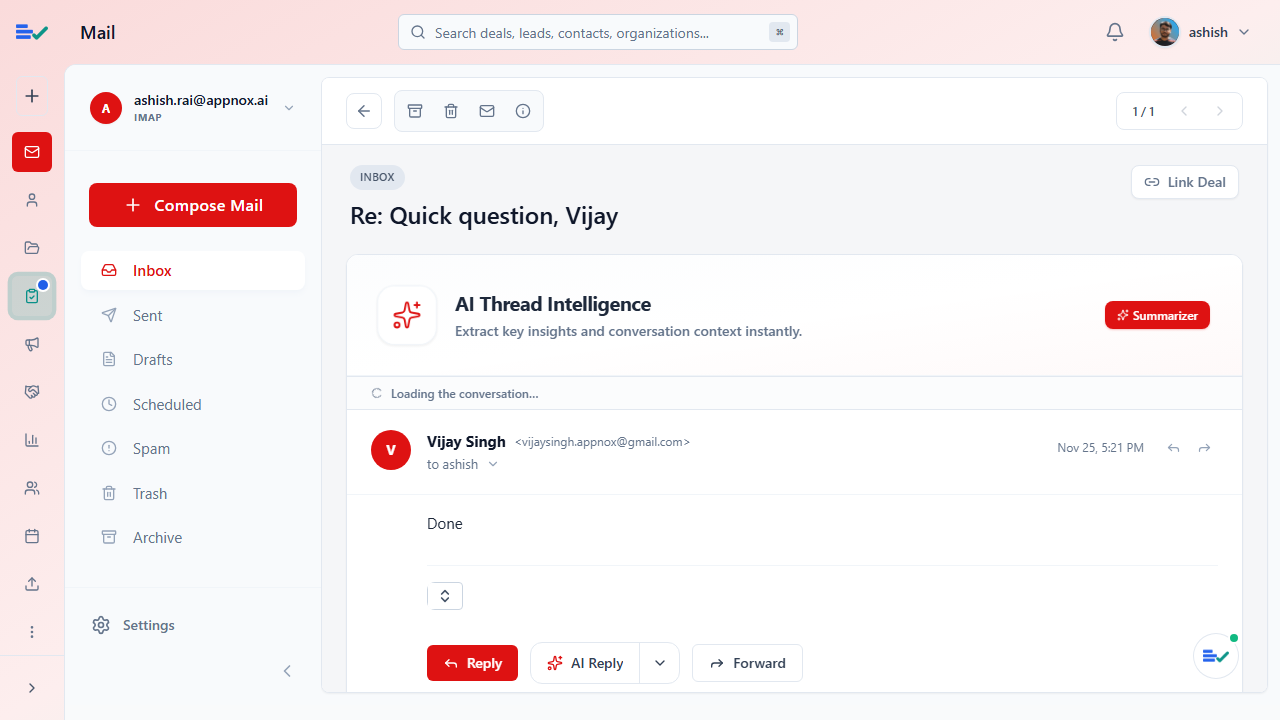 Mail
Search deals, leads, contacts, organizations...
⌘
ashish
A
ashish.rai@appnox.ai
IMAP
Compose Mail
Inbox
Sent
Drafts
Scheduled
Spam
Trash
Archive
Settings
1 / 1
INBOX
Link Deal
Re: Quick question, Vijay
AI Thread Intelligence
Extract key insights and conversation context instantly.
Summarizer
Loading the conversation...
V
Vijay Singh <vijaysingh.appnox@gmail.com>
Nov 25, 5:21 PM
to ashish
Done
Reply
AI Reply
Forward